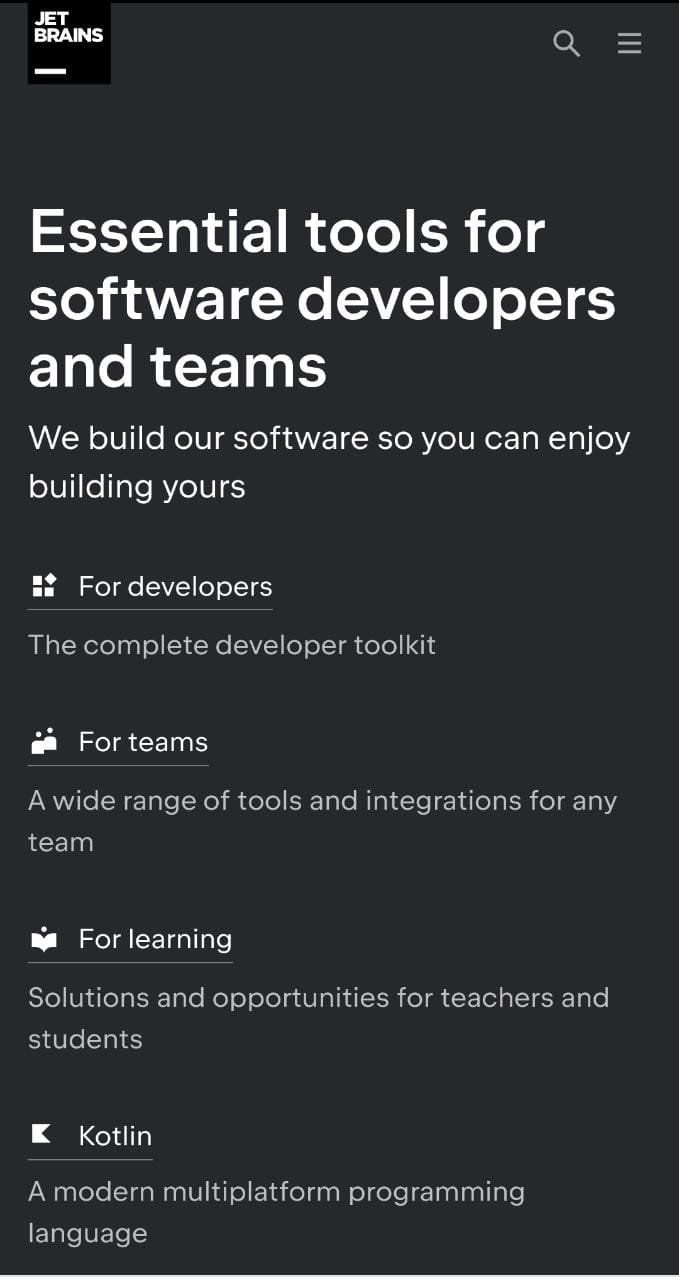 JET
BRAINS
Essential tools for
software developers
and teams
We build our software so you can enjoy
building yours
For developers
The complete developer toolkit
For teams
A wide range of tools and integrations for any
team
For learning
Solutions and opportunities for teachers and
students
Kotlin
A modern multiplatform programming
language